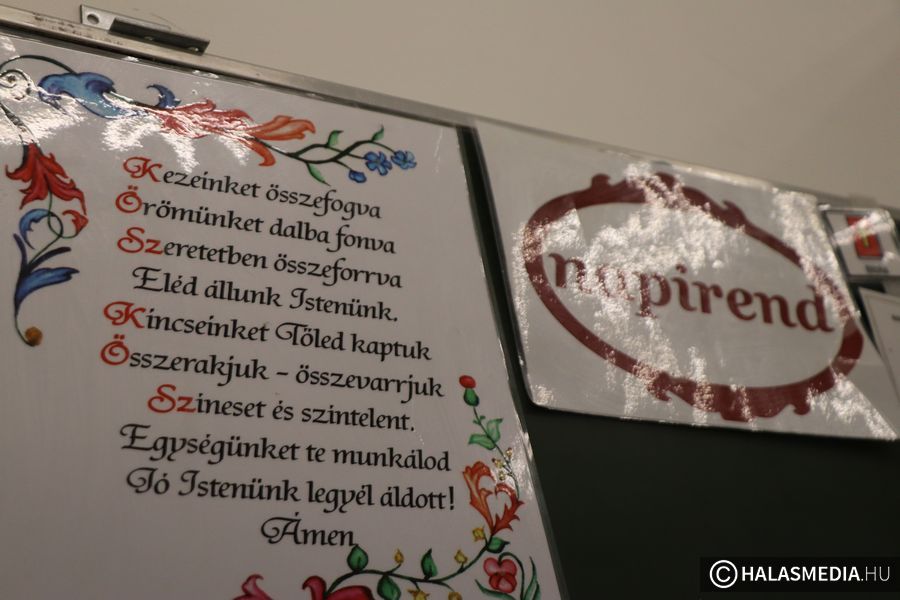 Kezeinket összefogva
Örömünket dalba fonva
Szeretetben összeforrva
Eléd állunk Istenünk.
Kincseinket Tőled kaptuk
Összerakjuk – összevarrjuk
Színeset és színtelent.
Egységünket te munkálod
Jó Istenünk legyél áldott!
Ámen
napirend
©HALASMEDIA.HU